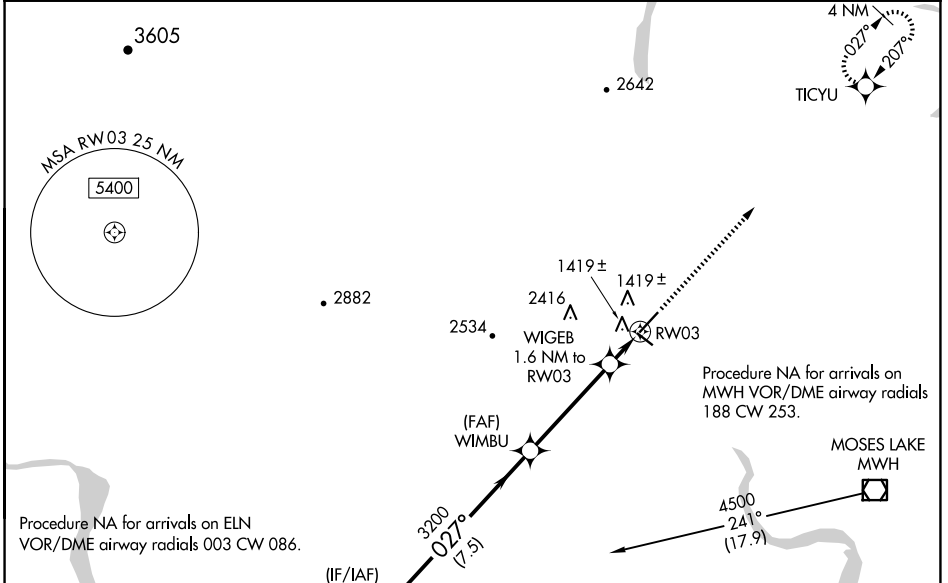 4 NM
027°
207°
TICYU
3605
2642
MSA RW03 25 NM
5400
1419±
1419±
2416
2882
2534
RW03
WIGEB
1.6 NM to
RW03
Procedure NA for arrivals on
MWH VOR/DME airway radials
188 CW 253.
(FAF)
WIMBU
MOSES LAKE
MWH
4500
241°
(17.9)
3200
027°
(7.5)
Procedure NA for arrivals on ELN
VOR/DME airway radials 003 CW 086.
(IF/IAF)